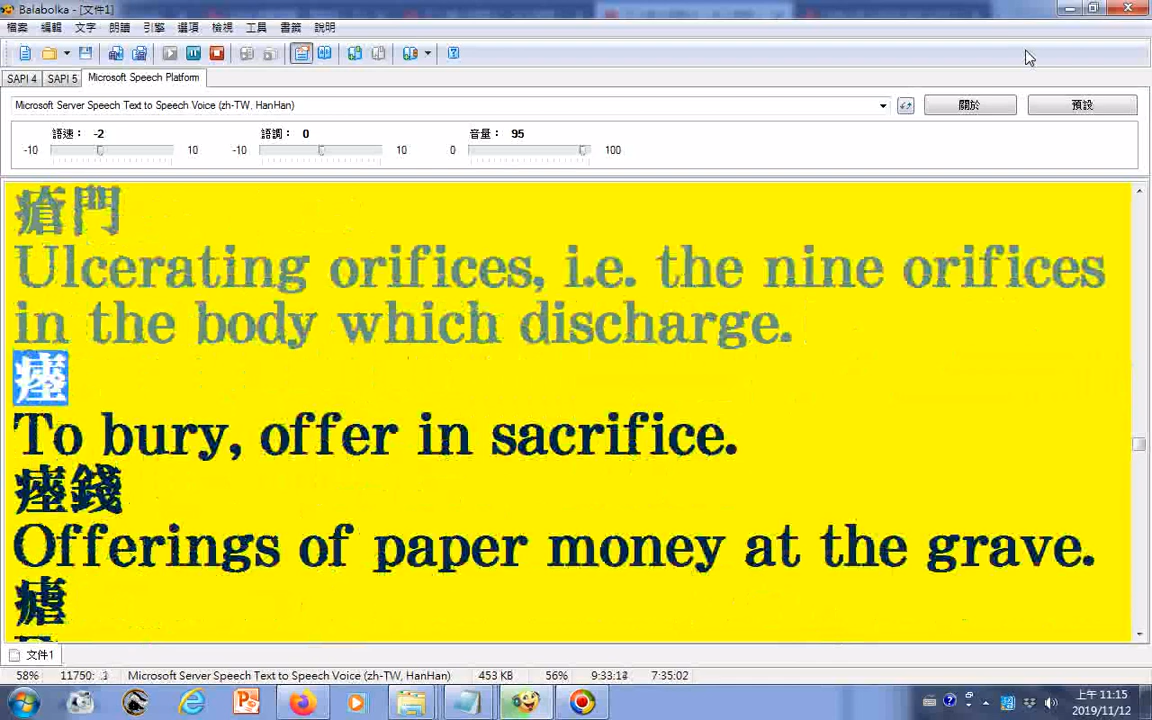 Balabolka - [文件1]
檔案 編輯 文字 朗讀 引擎 選項 檢視 工具 書籤 說明
SAPI 4 SAPI 5 Microsoft Speech Platform
Microsoft Server Speech Text to Speech Voice (zh-TW, HanHan) 關於 預設
語速： -2 語調： 0 音量： 95
-10 10 -10 10 0 100
瘡門
Ulcerating orifices, i.e. the nine orifices
in the body which discharge.
瘞
To bury, offer in sacrifice.
瘞錢
Offerings of paper money at the grave.
文件1
58% Microsoft Server Speech Text to Speech Voice (zh-TW, HanHan) 453 KB 56% 7:35:02
上午 11:15
2019/11/12